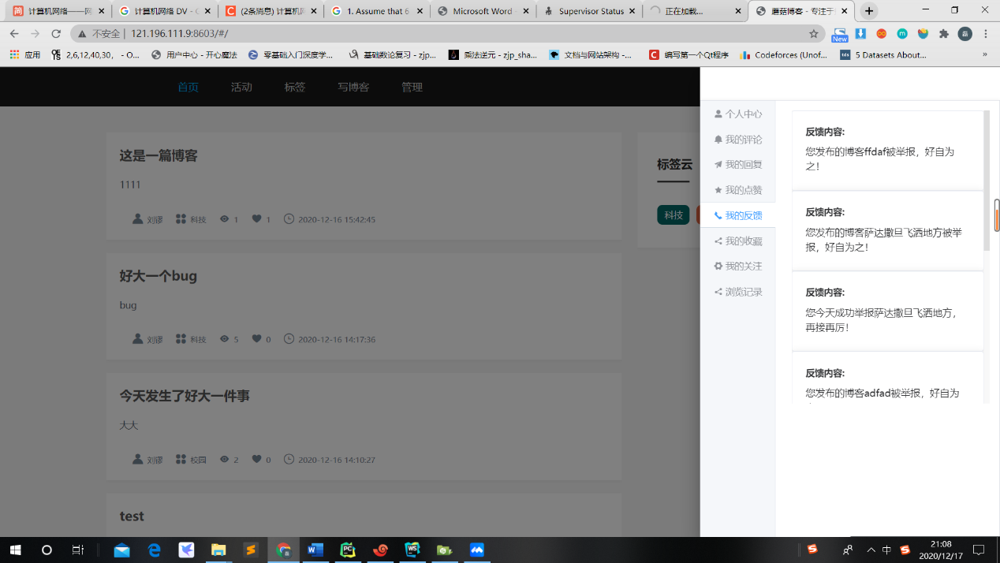 计算机网络——网
计算机网络 DV - C
(2条消息) 计算机网
1. Assume that 6
Microsoft Word
Supervisor Status
正在加载...
蘑菇博客 - 专注于
不安全 | 121.196.111.9:8603/#/
New
磊
应用
2,6,12,40,30, - O...
用户中心 - 开心魔法
零基础入门深度学...
基础数论复习 - zjp...
乘法逆元 - zjp_sha...
文档与网站架构 -...
编写第一个Qt程序
Codeforces (Unof...
5 Datasets About...
»
首页 活动 标签 写博客 管理
这是一篇博客
1111
刘谬 科技 1 1 2020-12-16 15:42:45
好大一个bug
bug
刘谬 科技 5 0 2020-12-16 14:17:36
今天发生了好大一件事
大大
刘谬 校园 2 0 2020-12-16 14:10:27
test
标签云
科技
个人中心
我的评论
我的回复
我的点赞
我的反馈
我的收藏
我的关注
浏览记录
反馈内容:
您发布的博客ffdaf被举报，好自为
之！
反馈内容:
您发布的博客萨达撒旦飞洒地方被举
报，好自为之！
反馈内容:
您今天成功举报萨达撒旦飞洒地方，
再接再厉！
反馈内容:
您发布的博客adfad被举报，好自为
中
21:08
2020/12/17